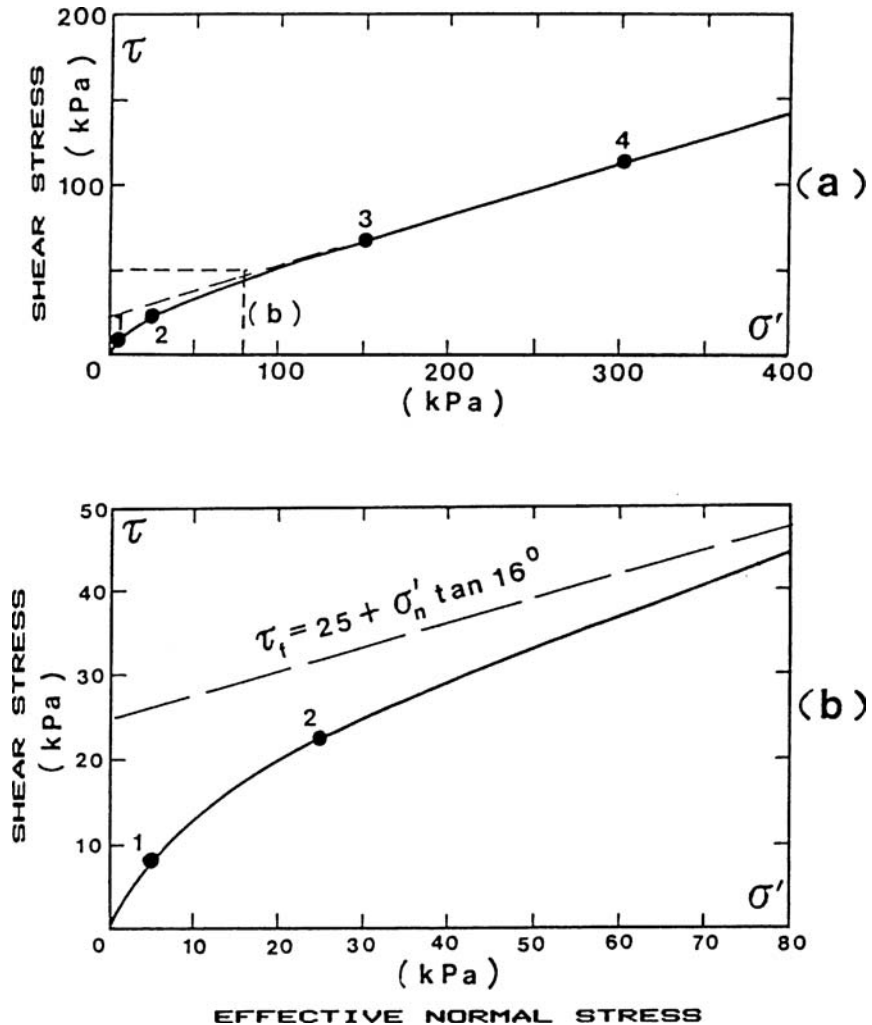 200
τ
SHEAR STRESS
(kPa)
100
0
1
2
3
4
(b)
σ'
100
200
300
400
(kPa)
(a)
50
τ
40
30
20
10
0
SHEAR STRESS
(kPa)
τf = 25 + σ'n tan 16⁰
1
2
(b)
σ'
10
20
30
40
50
60
70
80
(kPa)
EFFECTIVE NORMAL STRESS